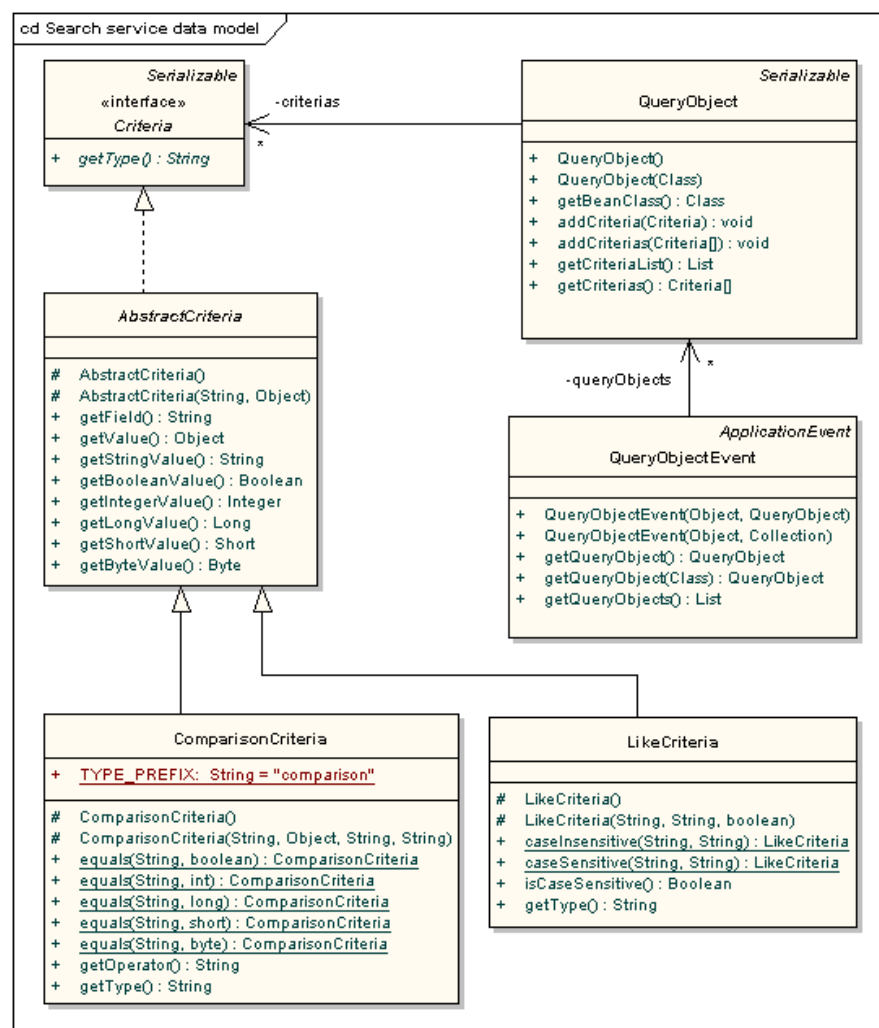 cd Search service data model
Serializable
«interface»
Criteria
+ getType() : String
-criterias
*
Serializable
QueryObject
+ QueryObject()
+ QueryObject(Class)
+ getBeanClass() : Class
+ addCriteria(Criteria) : void
+ addCriterias(Criteria[]) : void
+ getCriteriaList() : List
+ getCriterias() : Criteria[]
AbstractCriteria
# AbstractCriteria()
# AbstractCriteria(String, Object)
+ getField() : String
+ getValue() : Object
+ getStringValue() : String
+ getBooleanValue() : Boolean
+ getIntegerValue() : Integer
+ getLongValue() : Long
+ getShortValue() : Short
+ getByteValue() : Byte
-queryObjects
*
ApplicationEvent
QueryObjectEvent
+ QueryObjectEvent(Object, QueryObject)
+ QueryObjectEvent(Object, Collection)
+ getQueryObject() : QueryObject
+ getQueryObject(Class) : QueryObject
+ getQueryObjects() : List
ComparisonCriteria
+ TYPE_PREFIX: String = "comparison"
# ComparisonCriteria()
# ComparisonCriteria(String, Object, String, String)
+ equals(String, boolean) : ComparisonCriteria
+ equals(String, int) : ComparisonCriteria
+ equals(String, long) : ComparisonCriteria
+ equals(String, short) : ComparisonCriteria
+ equals(String, byte) : ComparisonCriteria
+ getOperator() : String
+ getType() : String
LikeCriteria
# LikeCriteria()
# LikeCriteria(String, String, boolean)
+ caseInsensitive(String, String) : LikeCriteria
+ caseSensitive(String, String) : LikeCriteria
+ isCaseSensitive() : Boolean
+ getType() : String